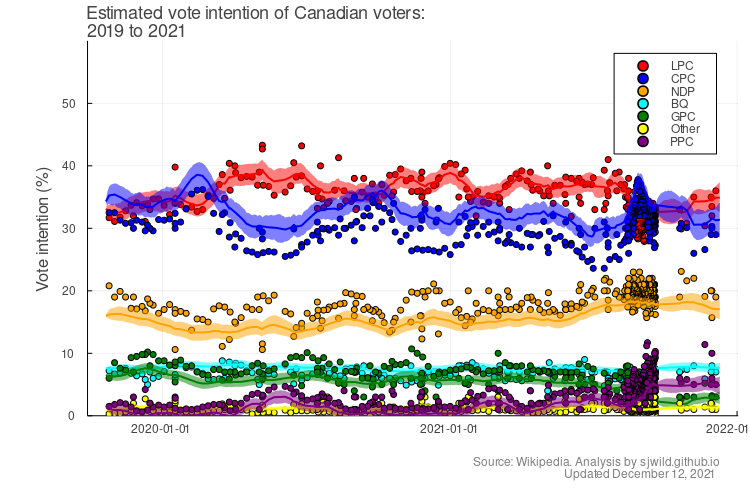 Estimated vote intention of Canadian voters:
2019 to 2021
Vote intention (%)
50
40
30
20
10
0
LPC
CPC
NDP
BQ
GPC
Other
PPC
2020-01-01
2021-01-01
2022-01
Source: Wikipedia. Analysis by sjwild.github.io
Updated December 12, 2021